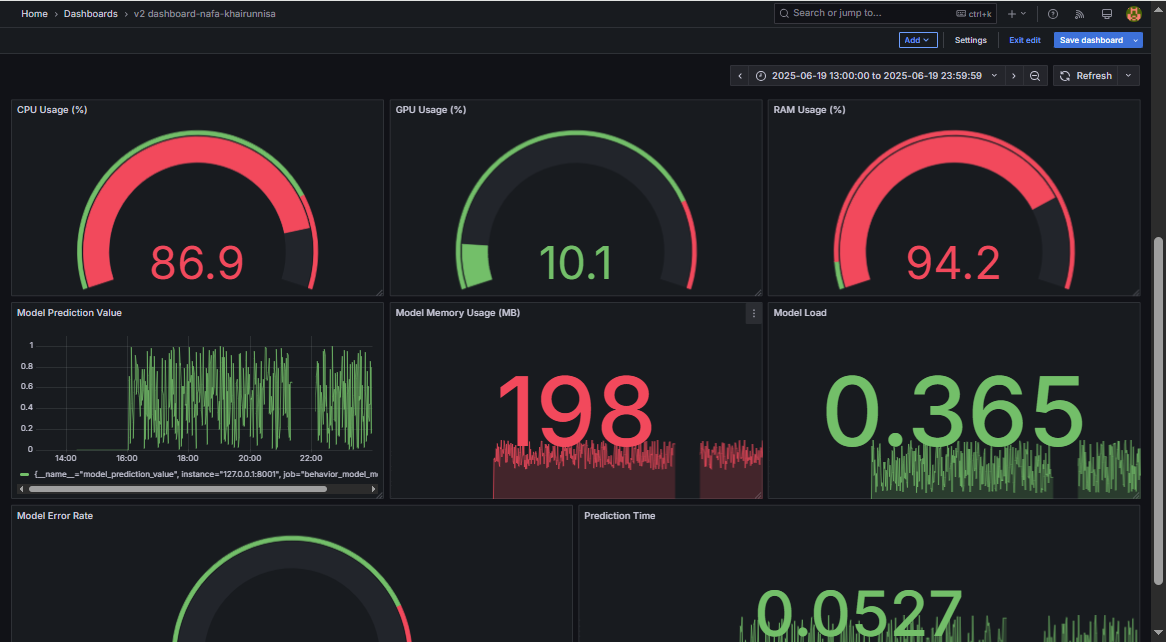 Home › Dashboards › v2 dashboard-nafa-khairunnisa
Search or jump to... ctrl+k
Add
Settings
Exit edit
Save dashboard
2025-06-19 13:00:00 to 2025-06-19 23:59:59
Refresh
CPU Usage (%)
86.9
GPU Usage (%)
10.1
RAM Usage (%)
94.2
Model Prediction Value
1
0.8
0.6
0.4
0.2
0
14:00 16:00 18:00 20:00 22:00
{__name__="model_prediction_value", instance="127.0.0.1:8001", job="behavior_model_m
Model Memory Usage (MB)
198
Model Load
0.365
Model Error Rate
Prediction Time
0.0527